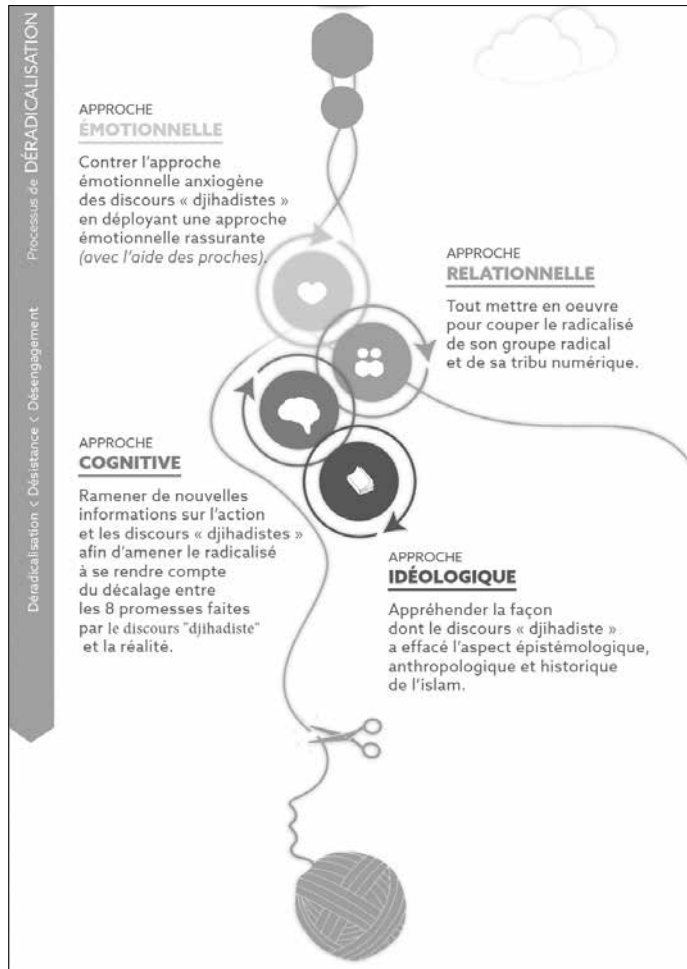 Processus de DÉRADICALISATION
Déradicalisation < Désistance < Désengagement
APPROCHE
ÉMOTIONNELLE
Contrer l'approche
émotionnelle anxiogène
des discours « djihadistes »
en déployant une approche
émotionnelle rassurante
(avec l'aide des proches).
APPROCHE
RELATIONNELLE
Tout mettre en oeuvre
pour couper le radicalisé
de son groupe radical
et de sa tribu numérique.
APPROCHE
COGNITIVE
Ramener de nouvelles
informations sur l'action
et les discours « djihadistes »
afin d'amener le radicalisé
à se rendre compte
du décalage entre
les 8 promesses faites
par le discours "djihadiste"
et la réalité.
APPROCHE
IDÉOLOGIQUE
Appréhender la façon
dont le discours « djihadiste »
a effacé l'aspect épistémologique,
anthropologique et historique
de l'islam.